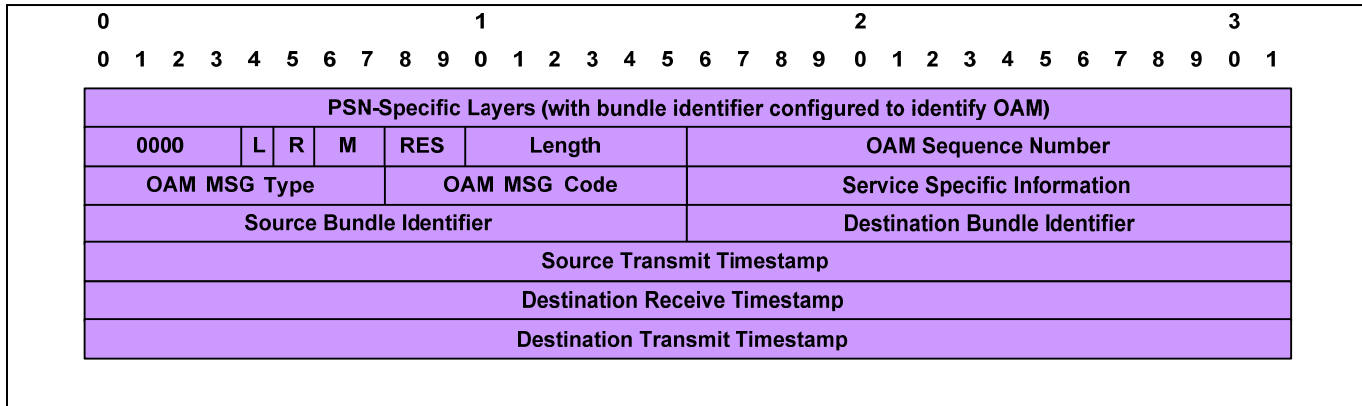 0 1 2 3
0 1 2 3 4 5 6 7 8 9 0 1 2 3 4 5 6 7 8 9 0 1 2 3 4 5 6 7 8 9 0 1
PSN-Specific Layers (with bundle identifier configured to identify OAM)
0000 L R M RES Length OAM Sequence Number
OAM MSG Type OAM MSG Code Service Specific Information
Source Bundle Identifier Destination Bundle Identifier
Source Transmit Timestamp
Destination Receive Timestamp
Destination Transmit Timestamp